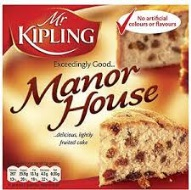 Mr
KIPLING
No artificial
colours or flavours
Exceedingly Good...
Manor
House
...delicious, lightly
fruited cake